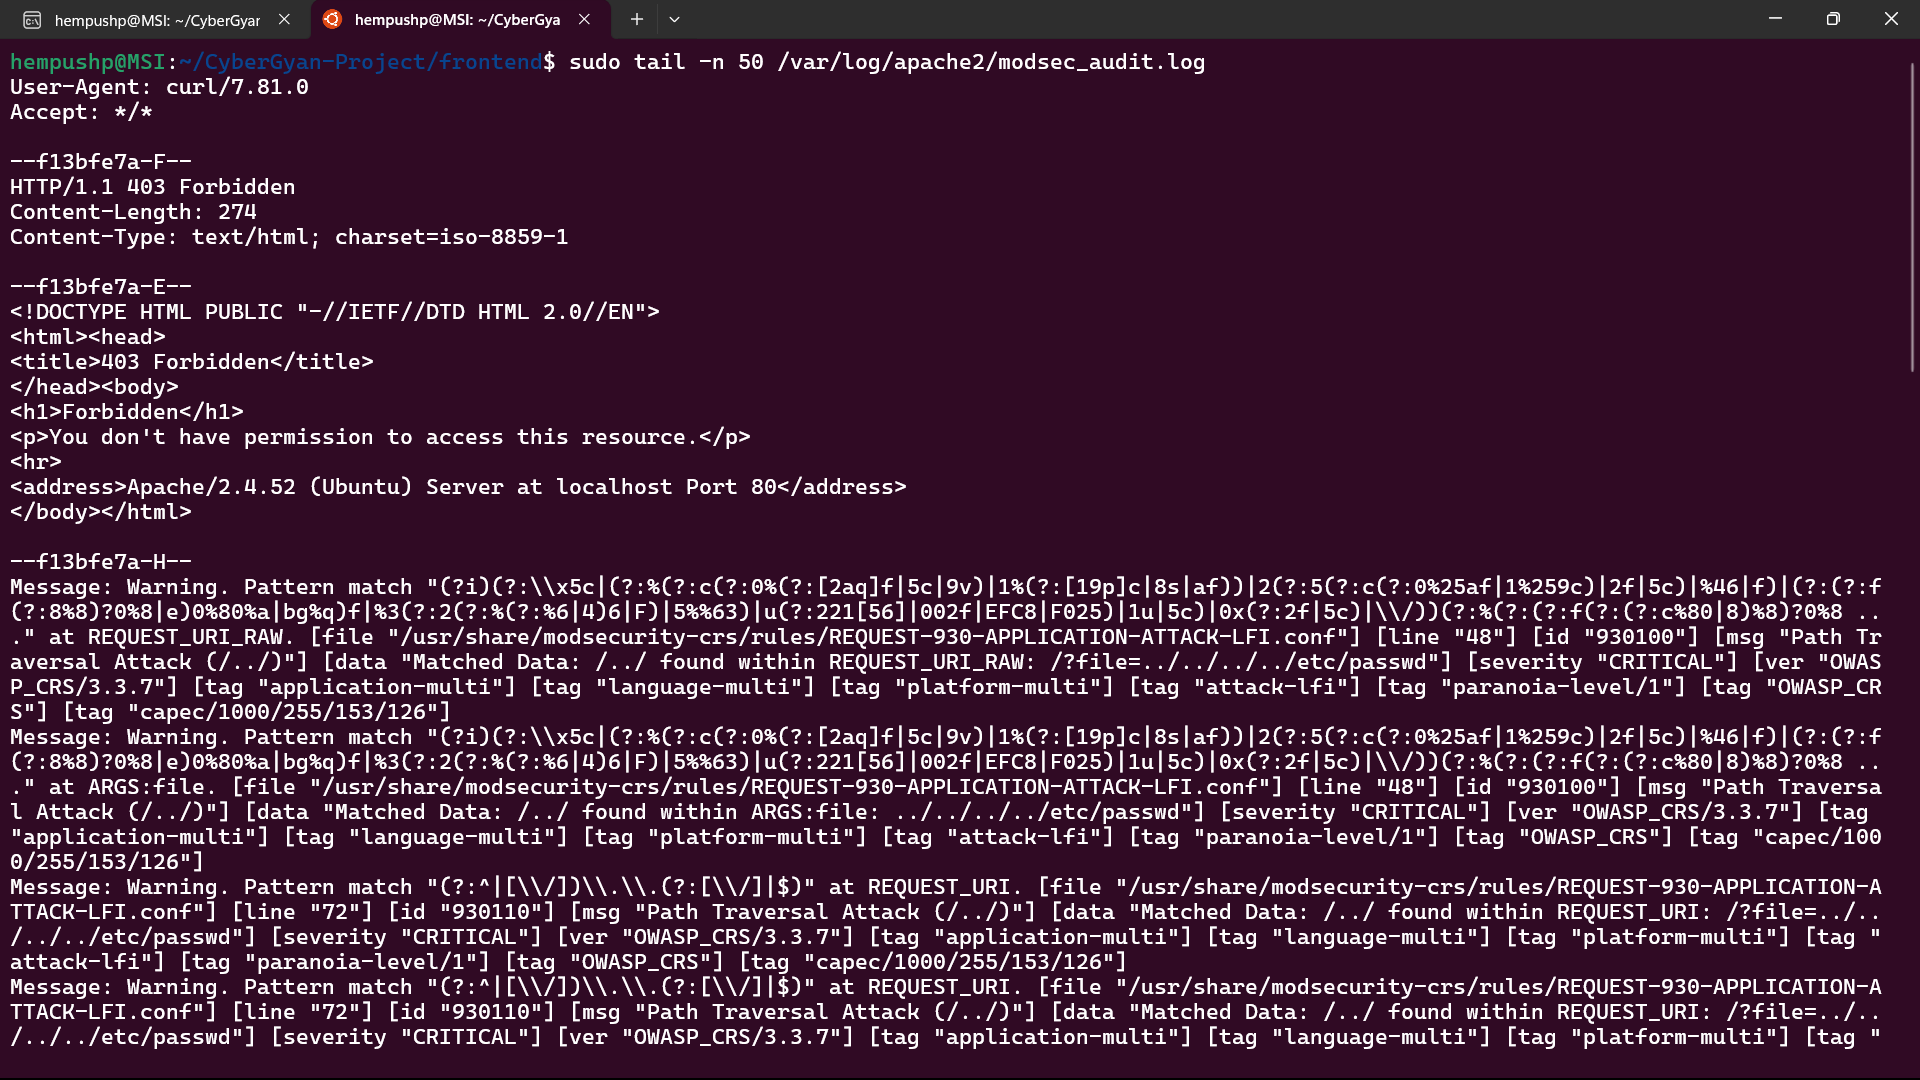 hempushp@MSI: ~/CyberGyar
hempushp@MSI: ~/CyberGya
hempushp@MSI:~/CyberGyan-Project/frontend$ sudo tail -n 50 /var/log/apache2/modsec_audit.log
User-Agent: curl/7.81.0
Accept: */*
--f13bfe7a-F--
HTTP/1.1 403 Forbidden
Content-Length: 274
Content-Type: text/html; charset=iso-8859-1
--f13bfe7a-E--
<!DOCTYPE HTML PUBLIC "-//IETF//DTD HTML 2.0//EN">
<html><head>
<title>403 Forbidden</title>
</head><body>
<h1>Forbidden</h1>
<p>You don't have permission to access this resource.</p>
<hr>
<address>Apache/2.4.52 (Ubuntu) Server at localhost Port 80</address>
</body></html>
--f13bfe7a-H--
Message: Warning. Pattern match "(?i)(?:\\x5c|(?:%(?:c(?:0%(?:[2aq]f|5c|9v)|1%(?:[19p]c|8s|af))|2(?:5(?:c(?:0%25af|1%259c)|2f|5c)|%46|f)|(?:(?:f
(?:8%8)?0%8|e)0%80%a|bg%q)f|%3(?:2(?:%(?:%6|4)6|F)|5%%63)|u(?:221[56]|002f|EFC8|F025)|1u|5c)|0x(?:2f|5c)|\\/))(?:%(?:(?:f(?:(?:c%80|8)%8)?0%8 ..
." at REQUEST_URI_RAW. [file "/usr/share/modsecurity-crs/rules/REQUEST-930-APPLICATION-ATTACK-LFI.conf"] [line "48"] [id "930100"] [msg "Path Tr
aversal Attack (/../)"] [data "Matched Data: /../ found within REQUEST_URI_RAW: /?file=../../../../etc/passwd"] [severity "CRITICAL"] [ver "OWAS
P_CRS/3.3.7"] [tag "application-multi"] [tag "language-multi"] [tag "platform-multi"] [tag "attack-lfi"] [tag "paranoia-level/1"] [tag "OWASP_CR
S"] [tag "capec/1000/255/153/126"]
Message: Warning. Pattern match "(?i)(?:\\x5c|(?:%(?:c(?:0%(?:[2aq]f|5c|9v)|1%(?:[19p]c|8s|af))|2(?:5(?:c(?:0%25af|1%259c)|2f|5c)|%46|f)|(?:(?:f
(?:8%8)?0%8|e)0%80%a|bg%q)f|%3(?:2(?:%(?:%6|4)6|F)|5%%63)|u(?:221[56]|002f|EFC8|F025)|1u|5c)|0x(?:2f|5c)|\\/))(?:%(?:(?:f(?:(?:c%80|8)%8)?0%8 ..
." at ARGS:file. [file "/usr/share/modsecurity-crs/rules/REQUEST-930-APPLICATION-ATTACK-LFI.conf"] [line "48"] [id "930100"] [msg "Path Traversa
l Attack (/../)"] [data "Matched Data: /../ found within ARGS:file: ../../../../etc/passwd"] [severity "CRITICAL"] [ver "OWASP_CRS/3.3.7"] [tag
"application-multi"] [tag "language-multi"] [tag "platform-multi"] [tag "attack-lfi"] [tag "paranoia-level/1"] [tag "OWASP_CRS"] [tag "capec/100
0/255/153/126"]
Message: Warning. Pattern match "(?:^|[\\/])\\.\\.(?:[\\/]|$)" at REQUEST_URI. [file "/usr/share/modsecurity-crs/rules/REQUEST-930-APPLICATION-A
TTACK-LFI.conf"] [line "72"] [id "930110"] [msg "Path Traversal Attack (/../)"] [data "Matched Data: /../ found within REQUEST_URI: /?file=../..
/../../etc/passwd"] [severity "CRITICAL"] [ver "OWASP_CRS/3.3.7"] [tag "application-multi"] [tag "language-multi"] [tag "platform-multi"] [tag "
attack-lfi"] [tag "paranoia-level/1"] [tag "OWASP_CRS"] [tag "capec/1000/255/153/126"]
Message: Warning. Pattern match "(?:^|[\\/])\\.\\.(?:[\\/]|$)" at REQUEST_URI. [file "/usr/share/modsecurity-crs/rules/REQUEST-930-APPLICATION-A
TTACK-LFI.conf"] [line "72"] [id "930110"] [msg "Path Traversal Attack (/../)"] [data "Matched Data: /../ found within REQUEST_URI: /?file=../..
/../../etc/passwd"] [severity "CRITICAL"] [ver "OWASP_CRS/3.3.7"] [tag "application-multi"] [tag "language-multi"] [tag "platform-multi"] [tag "